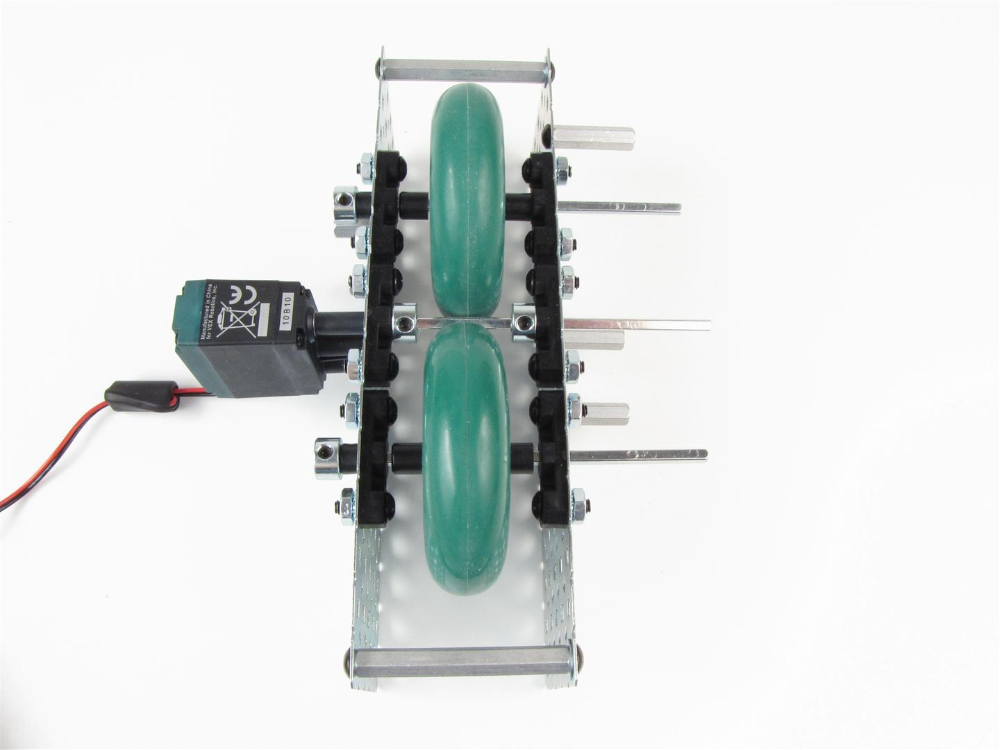 Manufactured in China
for VEX Robotics, Inc.
CE
10B10